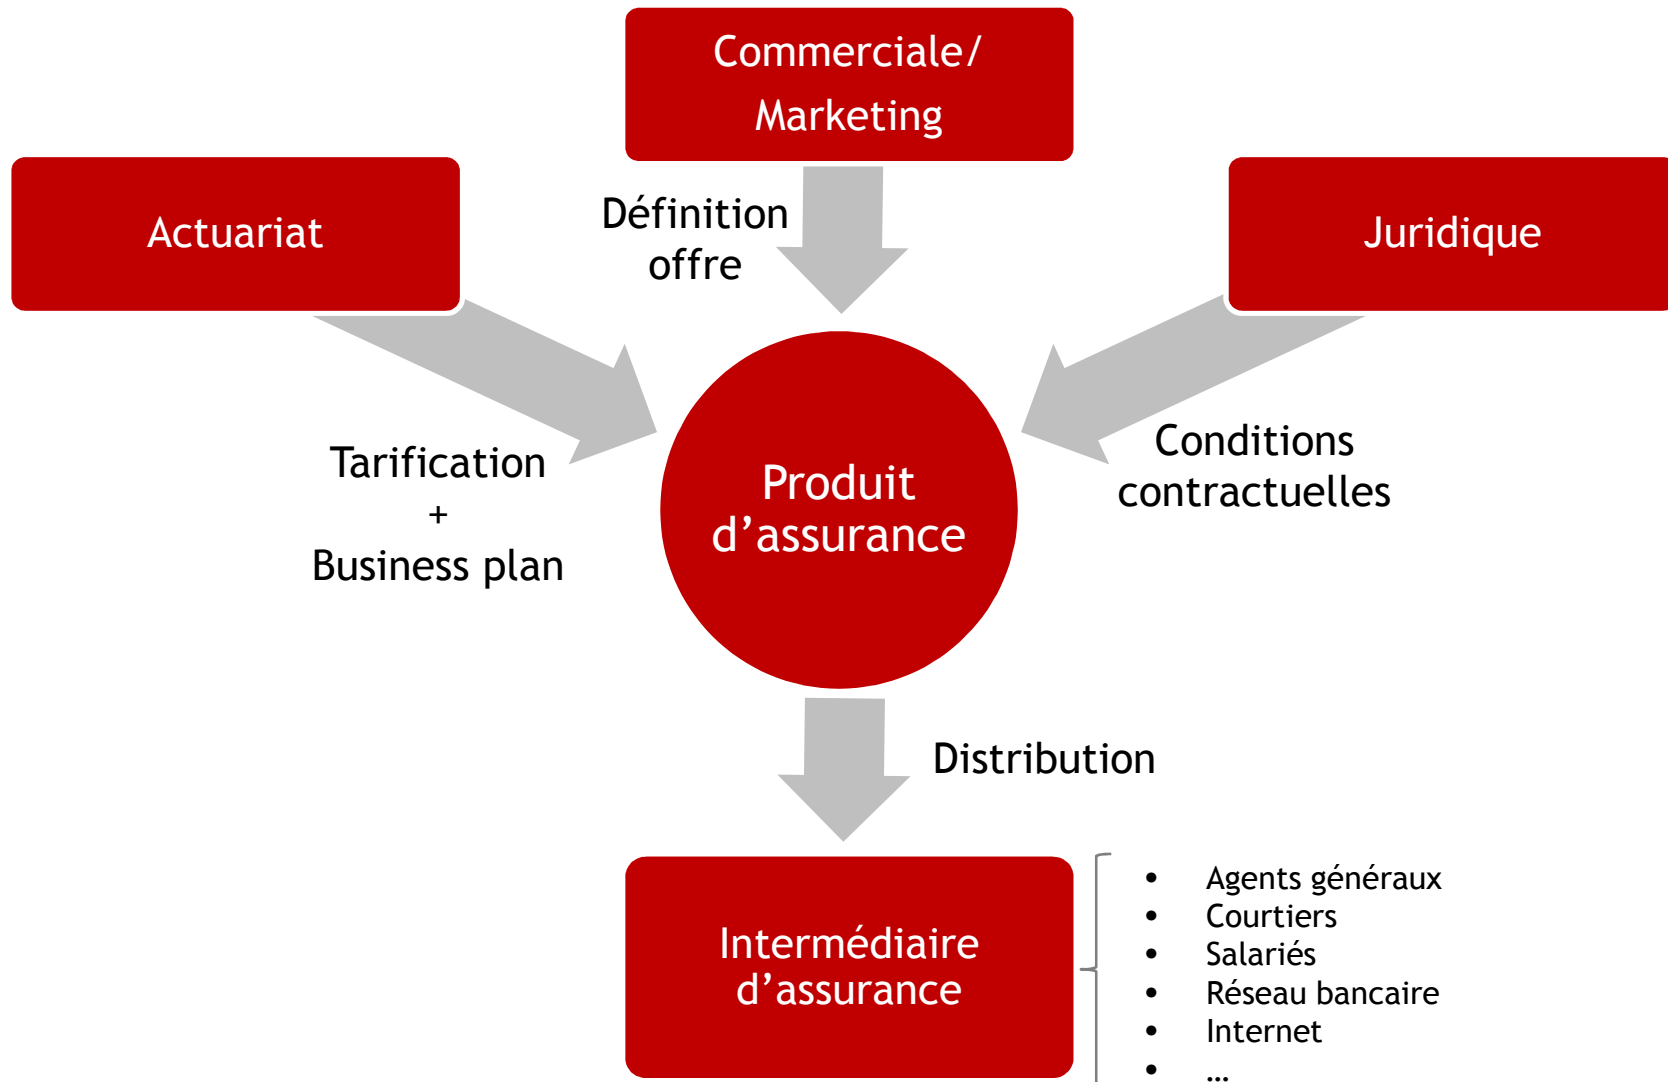 Commerciale/
Marketing
Actuariat
Juridique
Définition
offre
Tarification
+
Business plan
Conditions
contractuelles
Produit
d’assurance
Distribution
Intermédiaire
d’assurance
• Agents généraux
• Courtiers
• Salariés
• Réseau bancaire
• Internet
• …